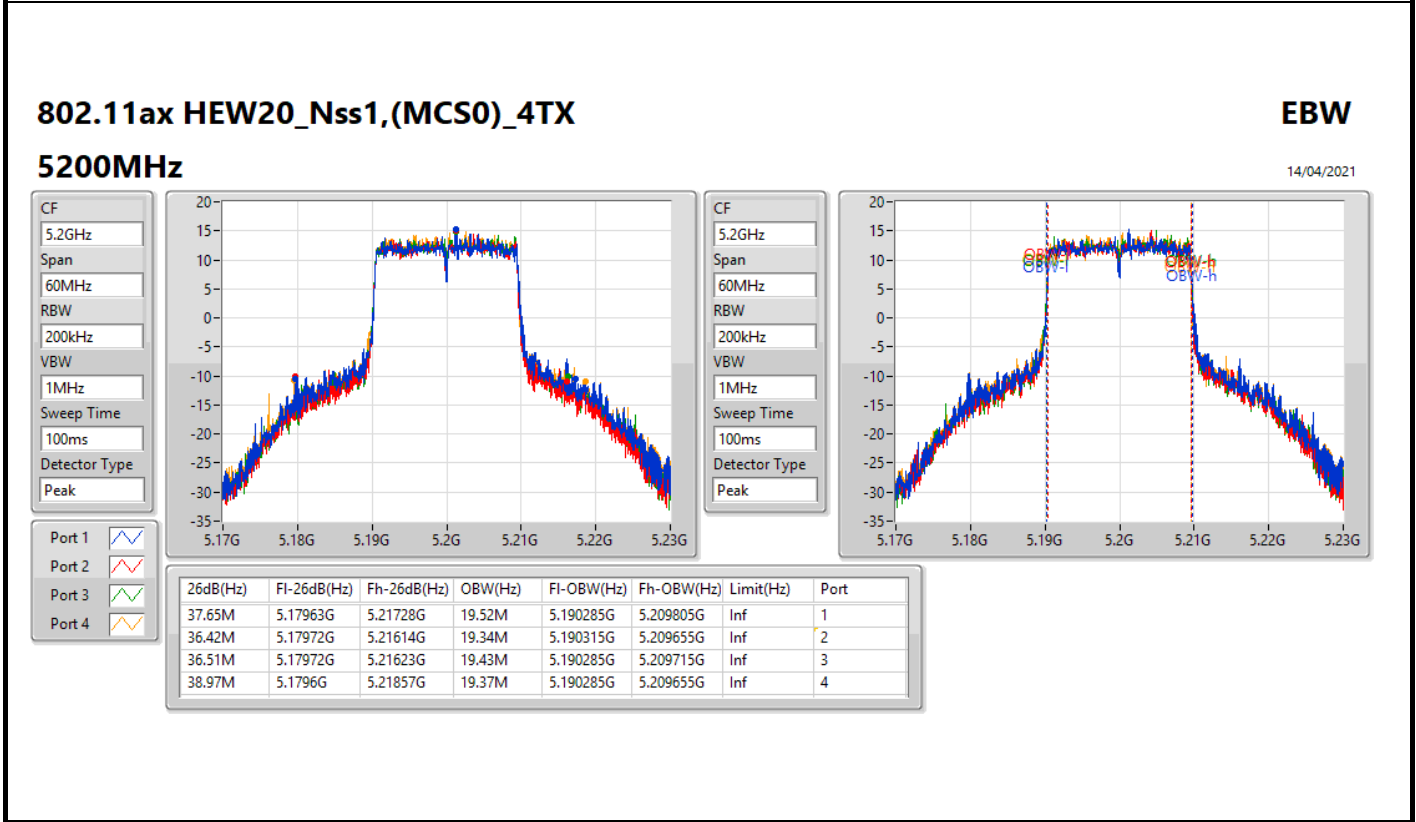 802.11ax HEW20_Nss1,(MCS0)_4TX
EBW
5200MHz
14/04/2021
CF
5.2GHz
Span
60MHz
RBW
200kHz
VBW
1MHz
Sweep Time
100ms
Detector Type
Peak
20
15
10
5
0
-5
-10
-15
-20
-25
-30
-35
5.17G 5.18G 5.19G 5.2G 5.21G 5.22G 5.23G
CF
5.2GHz
Span
60MHz
RBW
200kHz
VBW
1MHz
Sweep Time
100ms
Detector Type
Peak
20
15
10
5
0
-5
-10
-15
-20
-25
-30
-35
OBW-l
OBW-h
OBW-h
5.17G 5.18G 5.19G 5.2G 5.21G 5.22G 5.23G
Port 1
Port 2
Port 3
Port 4
26dB(Hz) Fl-26dB(Hz) Fh-26dB(Hz) OBW(Hz) Fl-OBW(Hz) Fh-OBW(Hz) Limit(Hz) Port
37.65M 5.17963G 5.21728G 19.52M 5.190285G 5.209805G Inf 1
36.42M 5.17972G 5.21614G 19.34M 5.190315G 5.209655G Inf 2
36.51M 5.17972G 5.21623G 19.43M 5.190285G 5.209715G Inf 3
38.97M 5.1796G 5.21857G 19.37M 5.190285G 5.209655G Inf 4